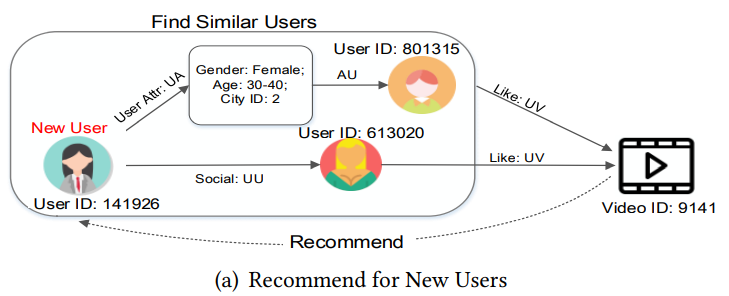 Find Similar Users
User ID: 801315
Gender: Female;
Age: 30-40;
City ID: 2
User Attr: UA
AU
Like: UV
New User
User ID: 613020
Social: UU
Like: UV
User ID: 141926
Video ID: 9141
Recommend
(a) Recommend for New Users